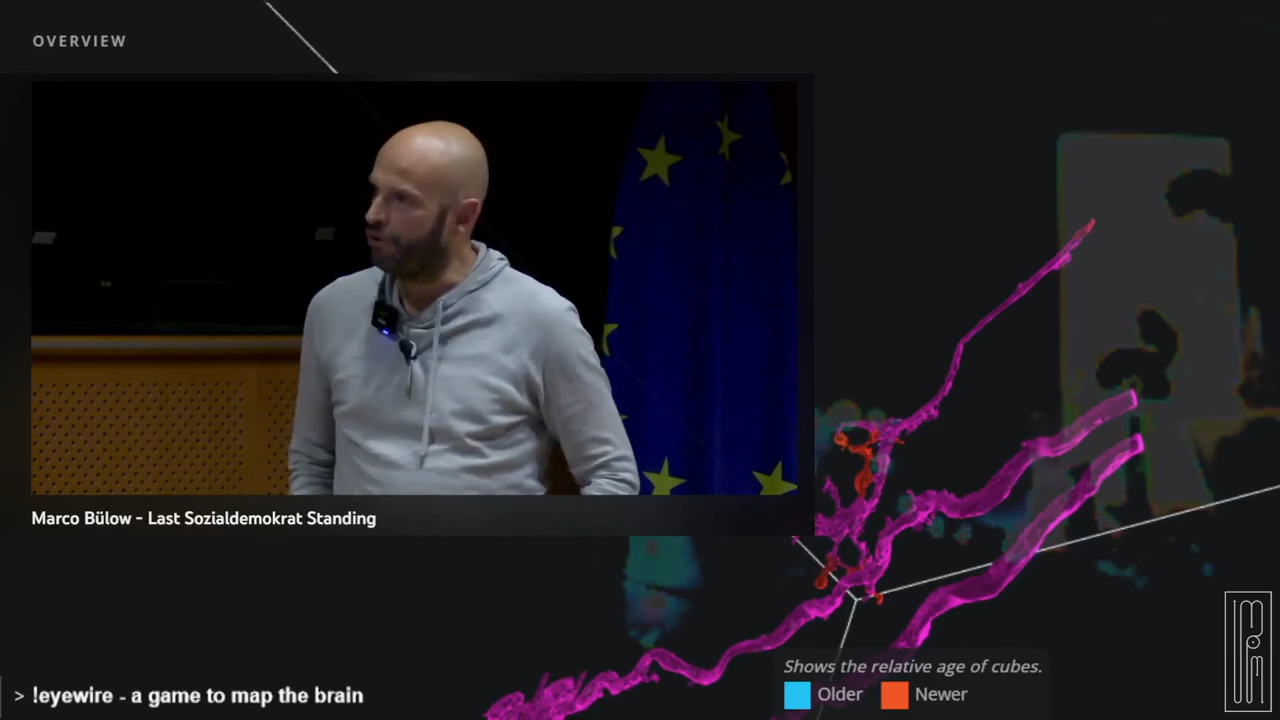 OVERVIEW
Marco Bülow - Last Sozialdemokrat Standing
Shows the relative age of cubes.
Older Newer
> !eyewire - a game to map the brain